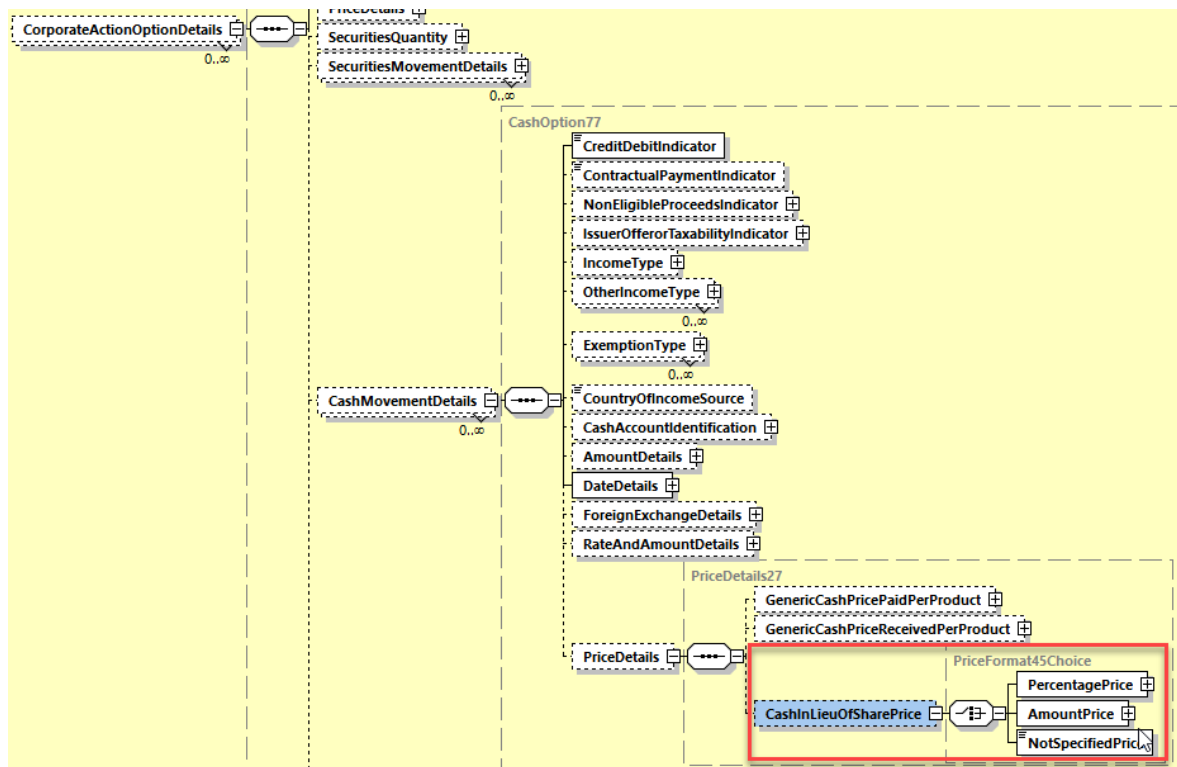 PriceDetails
CorporateActionOptionDetails
0..∞
SecuritiesQuantity
SecuritiesMovementDetails
0..∞
CashOption77
CreditDebitIndicator
ContractualPaymentIndicator
NonEligibleProceedsIndicator
IssuerOfferorTaxabilityIndicator
IncomeType
OtherIncomeType
0..∞
ExemptionType
0..∞
CashMovementDetails
0..∞
CountryOfIncomeSource
CashAccountIdentification
AmountDetails
DateDetails
ForeignExchangeDetails
RateAndAmountDetails
PriceDetails27
GenericCashPricePaidPerProduct
GenericCashPriceReceivedPerProduct
PriceDetails
PriceFormat45Choice
PercentagePrice
CashInLieuOfSharePrice
AmountPrice
NotSpecifiedPrice